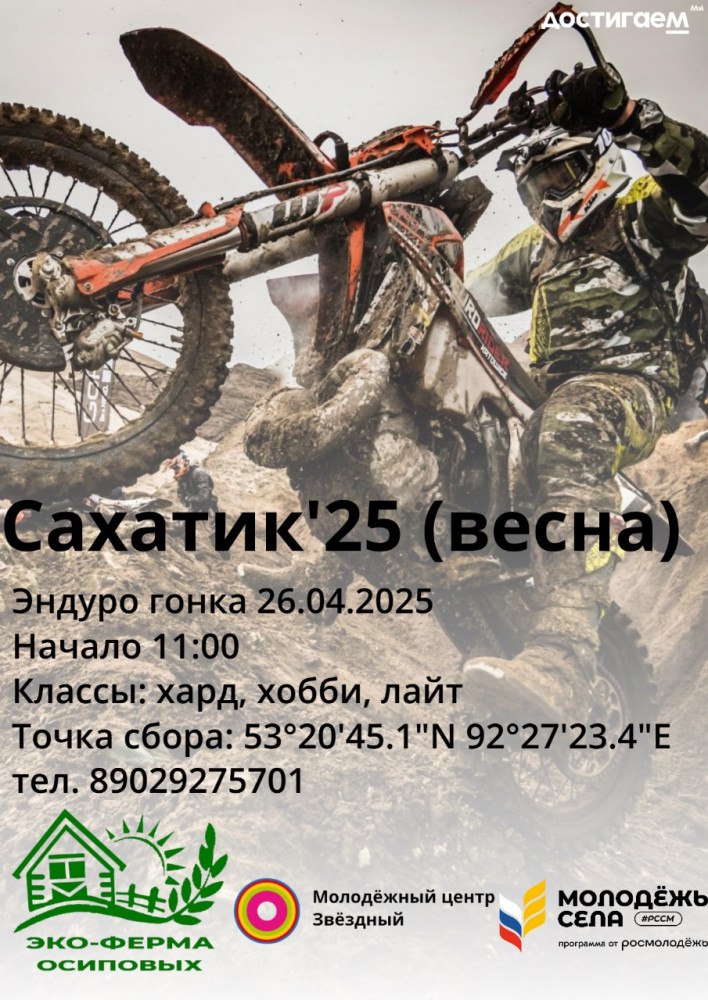 Мы
достигаем
Сахатик'25 (весна)
Эндуро гонка 26.04.2025
Начало 11:00
Классы: хард, хобби, лайт
Точка сбора: 53°20'45.1"N 92°27'23.4"E
тел. 89029275701
ЭКО-ФЕРМА
ОСИПОВЫХ
Молодёжный центр
Звёздный
МОЛОДЁЖЬ
СЕЛА #РССМ
программа от росмолодёжь